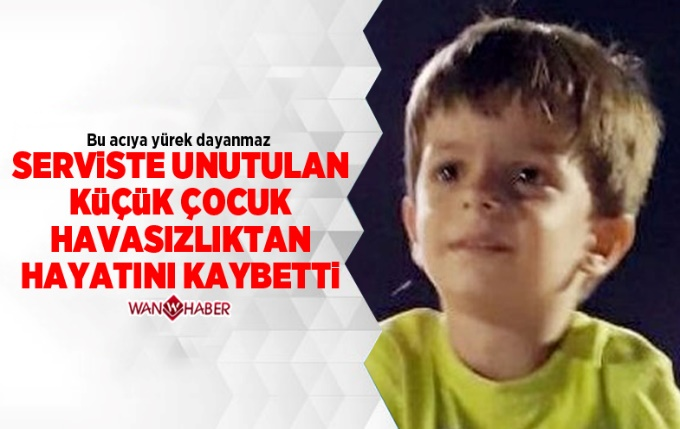 Bu acıya yürek dayanmaz
SERVİSTE UNUTULAN
KÜÇÜK ÇOCUK
HAVASIZLIKTAN
HAYATINI KAYBETTİ
WAN W HABER